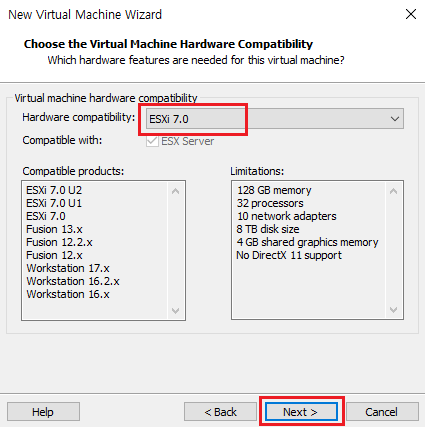 New Virtual Machine Wizard
Choose the Virtual Machine Hardware Compatibility
Which hardware features are needed for this virtual machine?
Virtual machine hardware compatibility
Hardware compatibility: ESXi 7.0
Compatible with: ESX Server
Compatible products:
ESXi 7.0 U2
ESXi 7.0 U1
ESXi 7.0
Fusion 13.x
Fusion 12.2.x
Fusion 12.x
Workstation 17.x
Workstation 16.2.x
Workstation 16.x
Limitations:
128 GB memory
32 processors
10 network adapters
8 TB disk size
4 GB shared graphics memory
No DirectX 11 support
Help < Back Next > Cancel